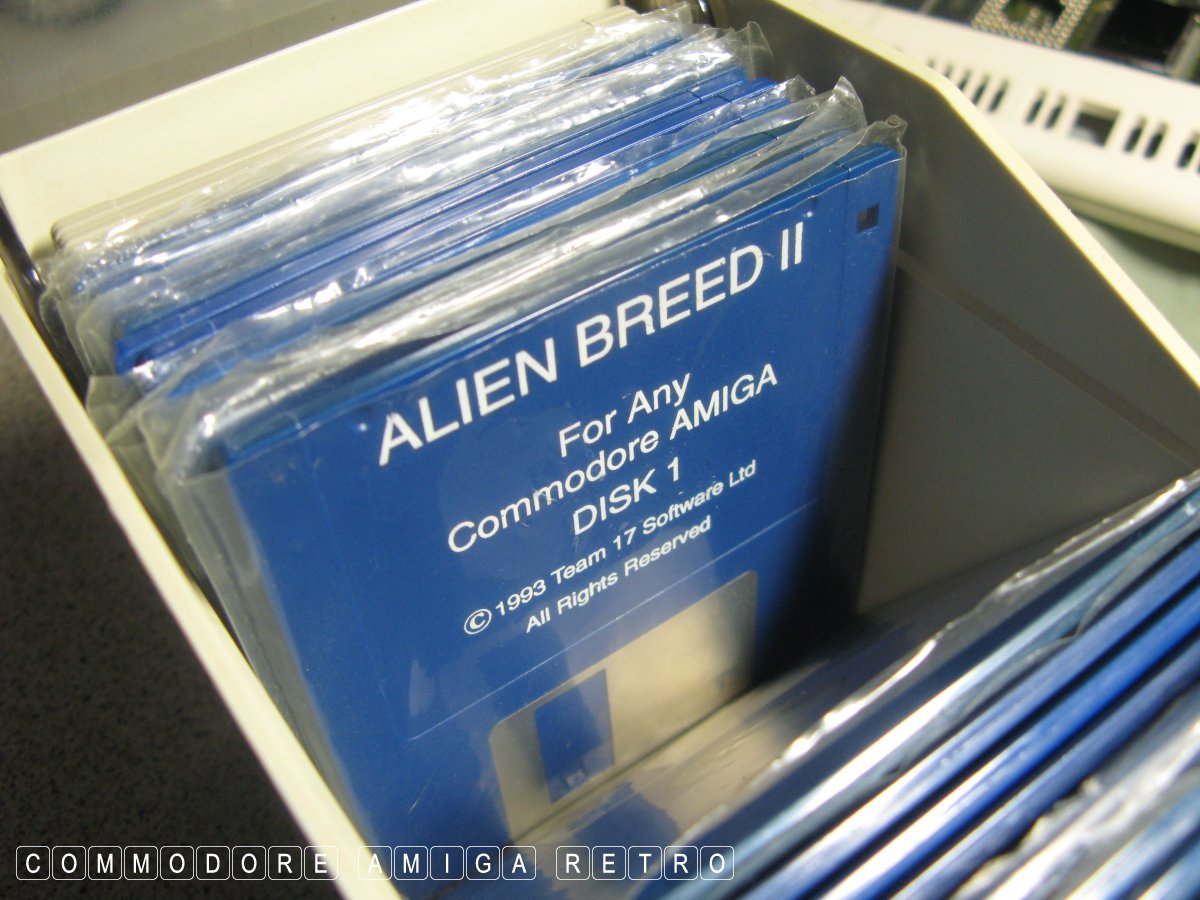 ALIEN BREED II
For Any
Commodore AMIGA
DISK 1
©1993 Team 17 Software Ltd
All Rights Reserved
COMMODORE AMIGA RETRO